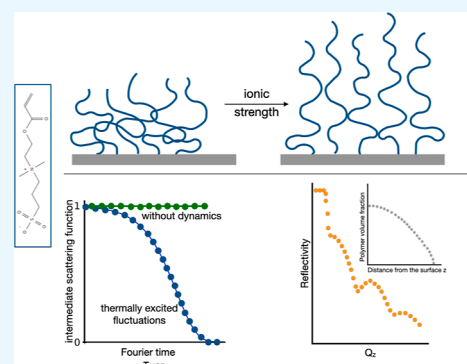 ionic
strength
intermediate scattering function
1
0
without dynamics
thermally excited
fluctuations
Fourier time
Reflectivity
Qz
Polymer volume fraction
Distance from the surface z